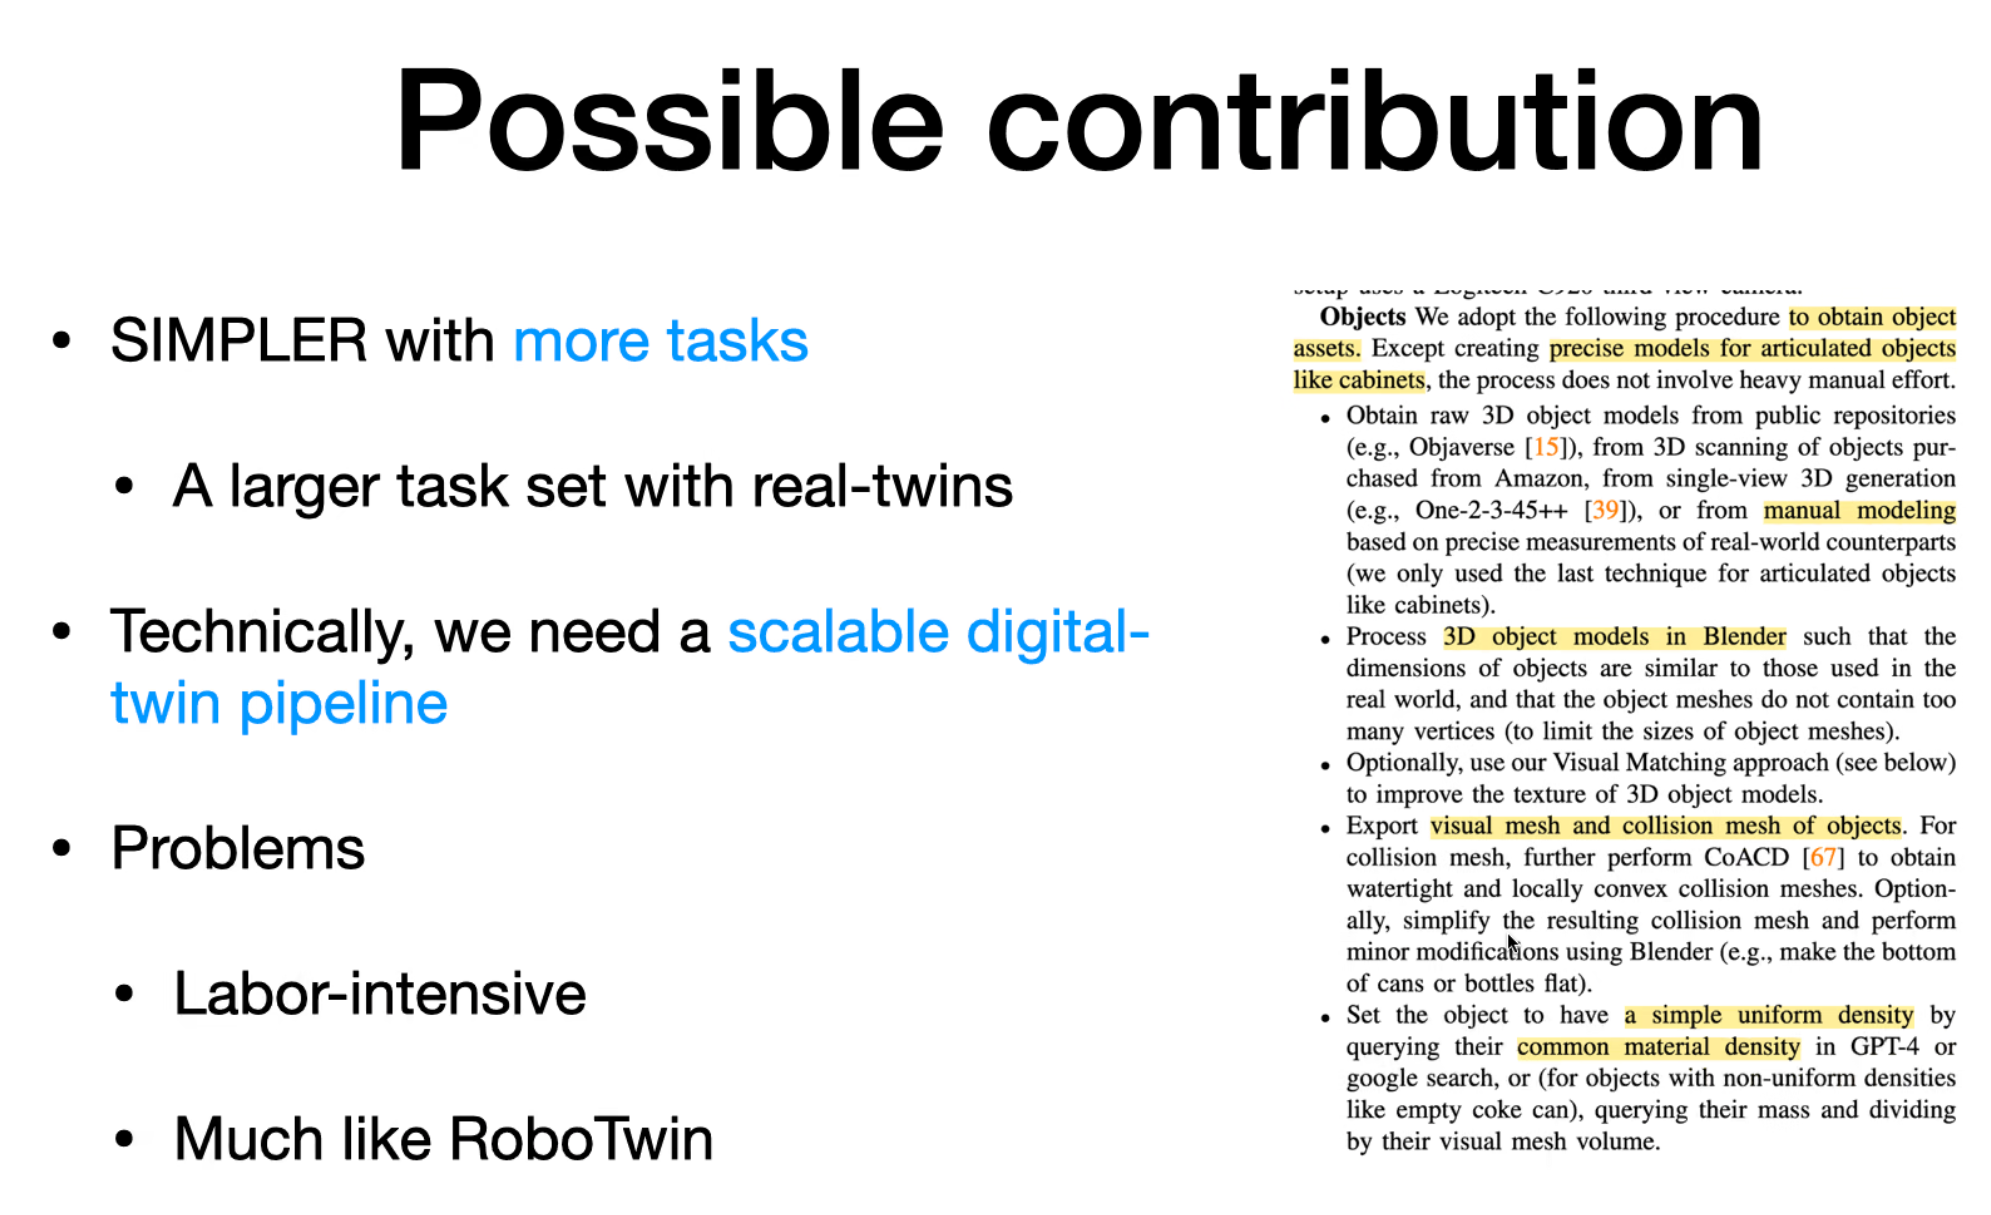 Possible contribution
• SIMPLER with more tasks
• A larger task set with real-twins
• Technically, we need a scalable digital-
twin pipeline
• Problems
• Labor-intensive
• Much like RoboTwin
setup uses a Logitech C920 third view camera.
Objects We adopt the following procedure to obtain object
assets. Except creating precise models for articulated objects
like cabinets, the process does not involve heavy manual effort.
• Obtain raw 3D object models from public repositories
(e.g., Objaverse [15]), from 3D scanning of objects pur-
chased from Amazon, from single-view 3D generation
(e.g., One-2-3-45++ [39]), or from manual modeling
based on precise measurements of real-world counterparts
(we only used the last technique for articulated objects
like cabinets).
• Process 3D object models in Blender such that the
dimensions of objects are similar to those used in the
real world, and that the object meshes do not contain too
many vertices (to limit the sizes of object meshes).
• Optionally, use our Visual Matching approach (see below)
to improve the texture of 3D object models.
• Export visual mesh and collision mesh of objects. For
collision mesh, further perform CoACD [67] to obtain
watertight and locally convex collision meshes. Option-
ally, simplify the resulting collision mesh and perform
minor modifications using Blender (e.g., make the bottom
of cans or bottles flat).
• Set the object to have a simple uniform density by
querying their common material density in GPT-4 or
google search, or (for objects with non-uniform densities
like empty coke can), querying their mass and dividing
by their visual mesh volume.